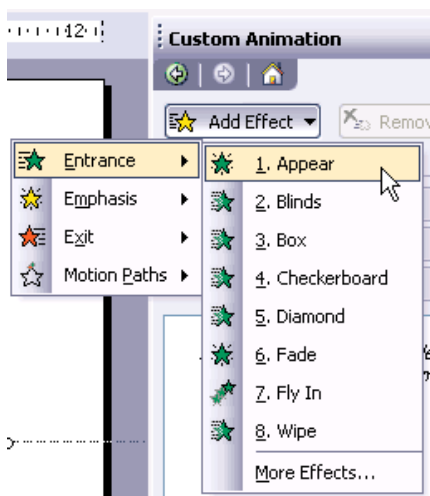 12
Custom Animation
Add Effect
Remov
Entrance
Emphasis
Exit
Motion Paths
1. Appear
2. Blinds
3. Box
4. Checkerboard
5. Diamond
6. Fade
7. Fly In
8. Wipe
More Effects...